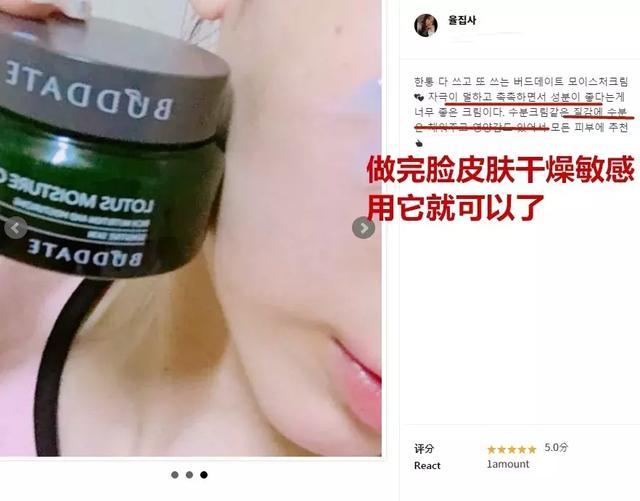 BUDDATE
LOTUS MOISTURE C
BUDDATE
율집사
한통 다 쓰고 또 쓰는 버드데이트 모이스처크림
자극이 덜하고 촉촉하면서 성분이 좋다는게
너무 좋은 크림이다. 수분크림같은 질감에 수분
은 채워주고 영양감도 있어서 모든 피부에 추천
做完脸皮肤干燥敏感
用它就可以了
评分 ★★★★★ 5.0分
React 1amount